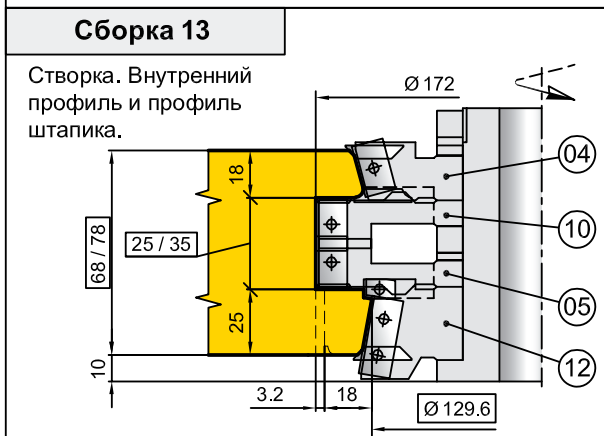 Сборка 13
Створка. Внутренний
профиль и профиль
штапика.
Ø 172
04
18
10
25 / 35
68 / 78
05
25
12
10
3.2
18
Ø 129.6